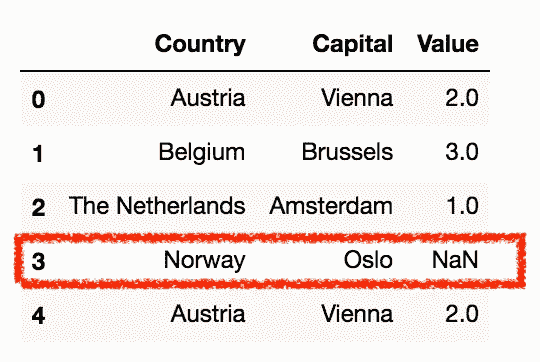 Country Capital Value
0 Austria Vienna 2.0
1 Belgium Brussels 3.0
2 The Netherlands Amsterdam 1.0
3 Norway Oslo NaN
4 Austria Vienna 2.0